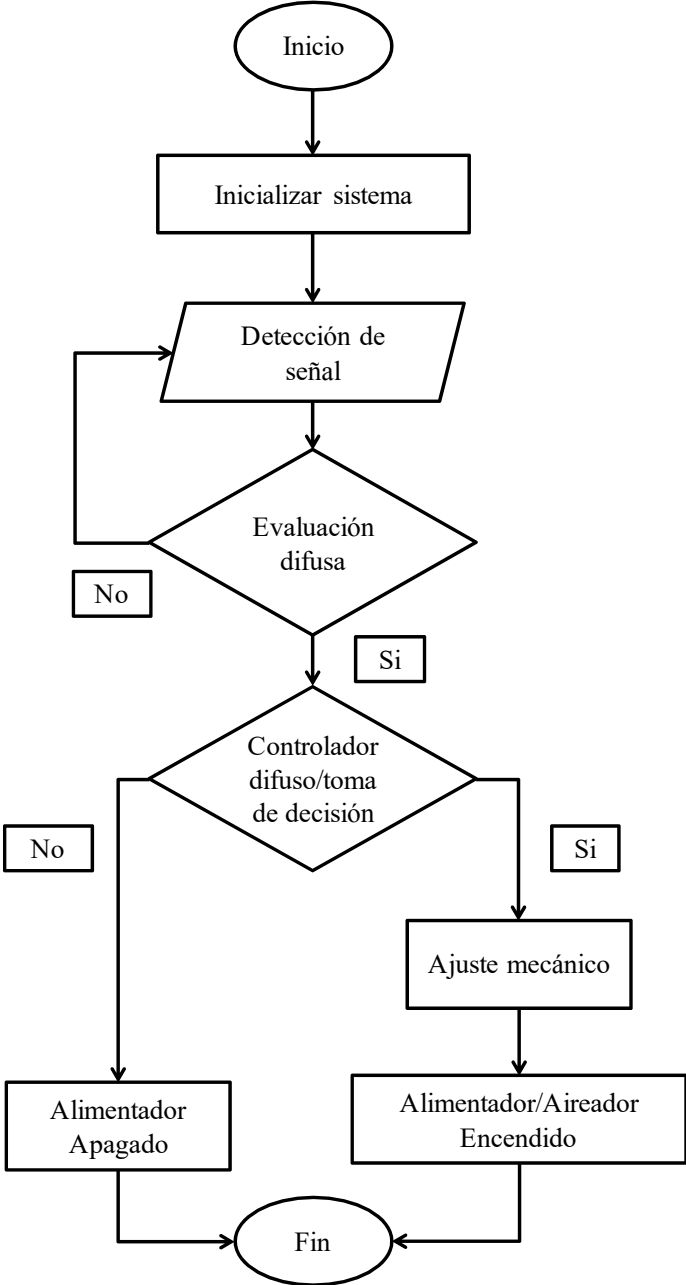 Inicio
Inicializar sistema
Detección de
señal
Evaluación
difusa
No
Si
Controlador
difuso/toma
de decisión
No
Si
Ajuste mecánico
Alimentador
Apagado
Alimentador/Aireador
Encendido
Fin